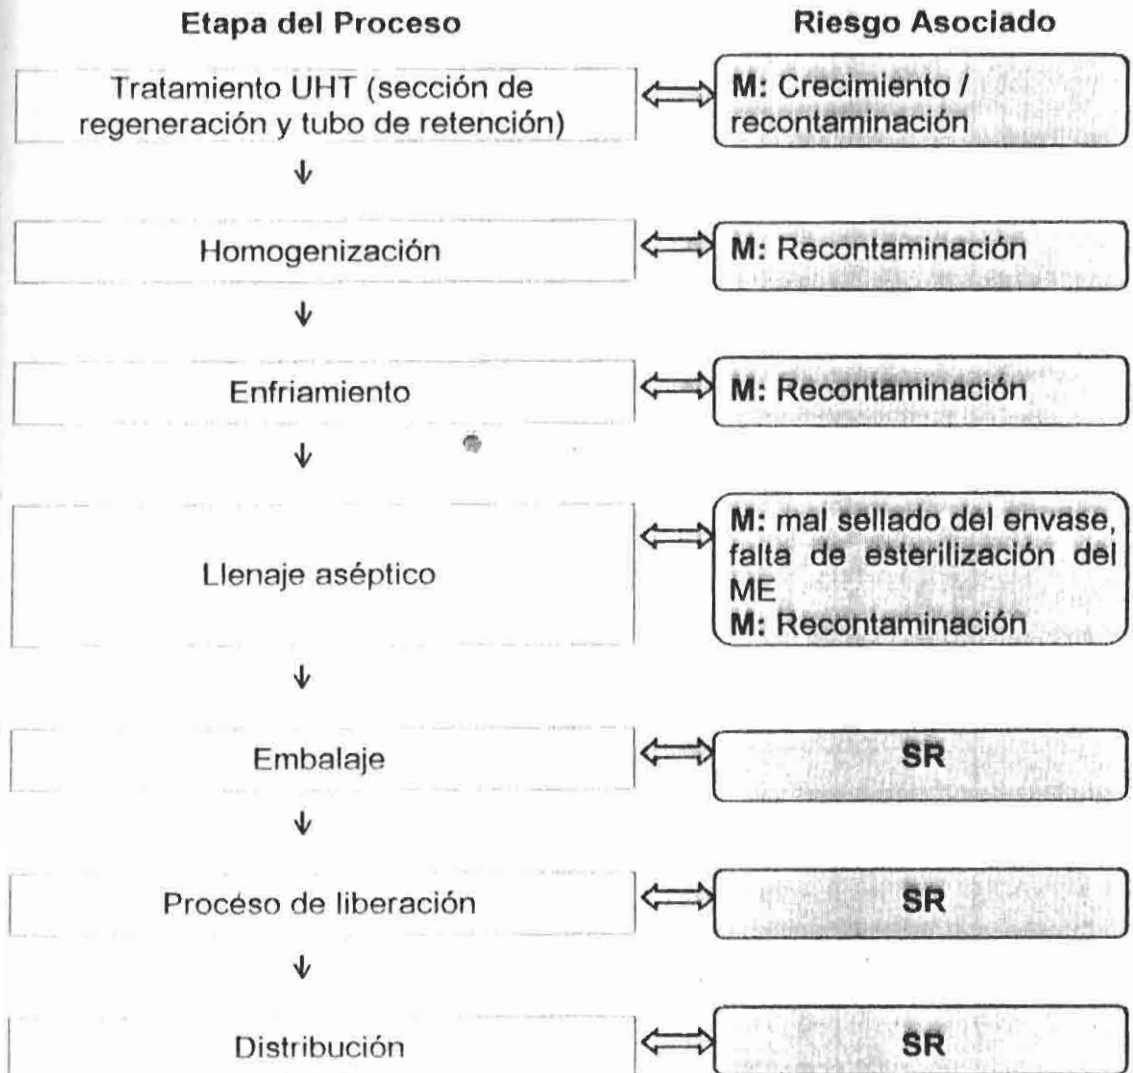 Etapa del Proceso
Riesgo Asociado
Tratamiento UHT (sección de
regeneración y tubo de retención)
M: Crecimiento /
recontaminación
Homogenización
M: Recontaminación
Enfriamiento
M: Recontaminación
Llenaje aséptico
M: mal sellado del envase,
falta de esterilización del
ME
M: Recontaminación
Embalaje
SR
Procéso de liberación
SR
Distribución
SR